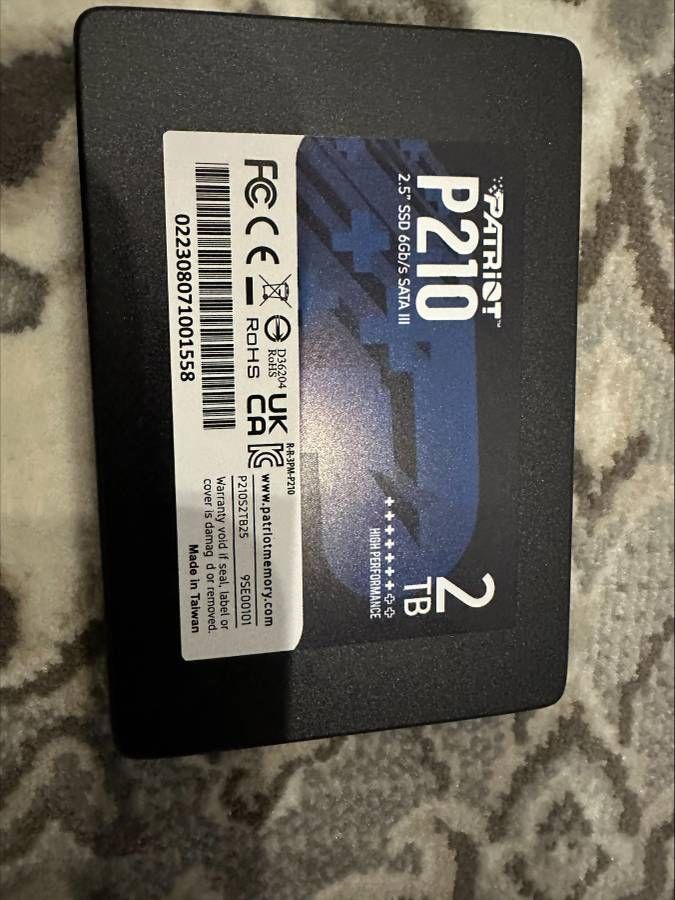 PATRIOT™
P210
2.5" SSD 6Gb/s SATA III
2
TB
HIGH PERFORMANCE
FC CE
RoHS
D36204
RoHS
UK
CA
R-R-3PM-P210
www.patriotmemory.com
P210S2TB25 9SE00101
Warranty void if seal, label or
cover is damag d or removed.
Made in Taiwan
022308071001558